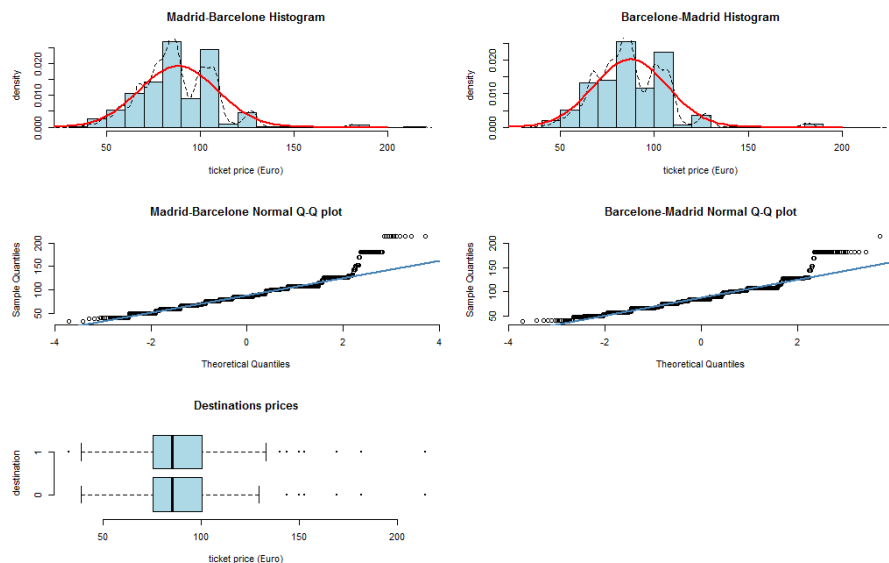 Madrid-Barcelone Histogram
density
0.000 0.010 0.020
50 100 150 200
ticket price (Euro)
Barcelone-Madrid Histogram
density
0.000 0.010 0.020
50 100 150 200
ticket price (Euro)
Madrid-Barcelone Normal Q-Q plot
Sample Quantiles
50 100 150 200
-4 -2 0 2 4
Theoretical Quantiles
Barcelone-Madrid Normal Q-Q plot
Sample Quantiles
50 100 150 200
-4 -2 0 2
Theoretical Quantiles
Destinations prices
destination
0 1
50 100 150 200
ticket price (Euro)